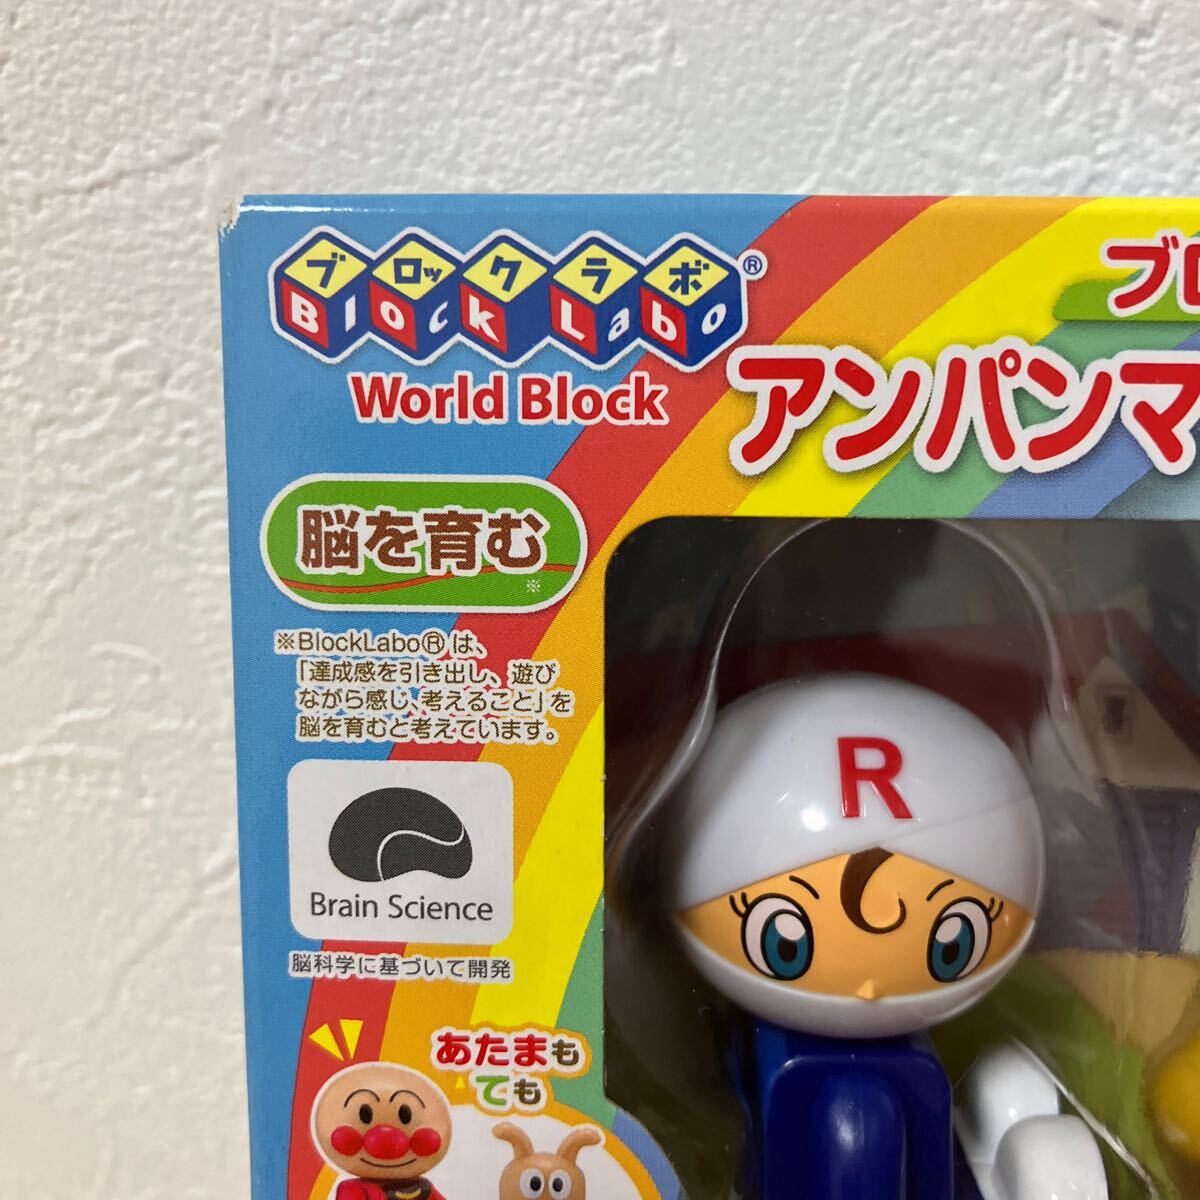 ブロックラボ®
Block Labo
World Block
ブロ
アンパンマ
脳を育む
※
※BlockLabo®は、
「達成感を引き出し、遊び
ながら感じ、考えること」を
脳を育むと考えています。
Brain Science
脳科学に基づいて開発
R
あたまも
ても